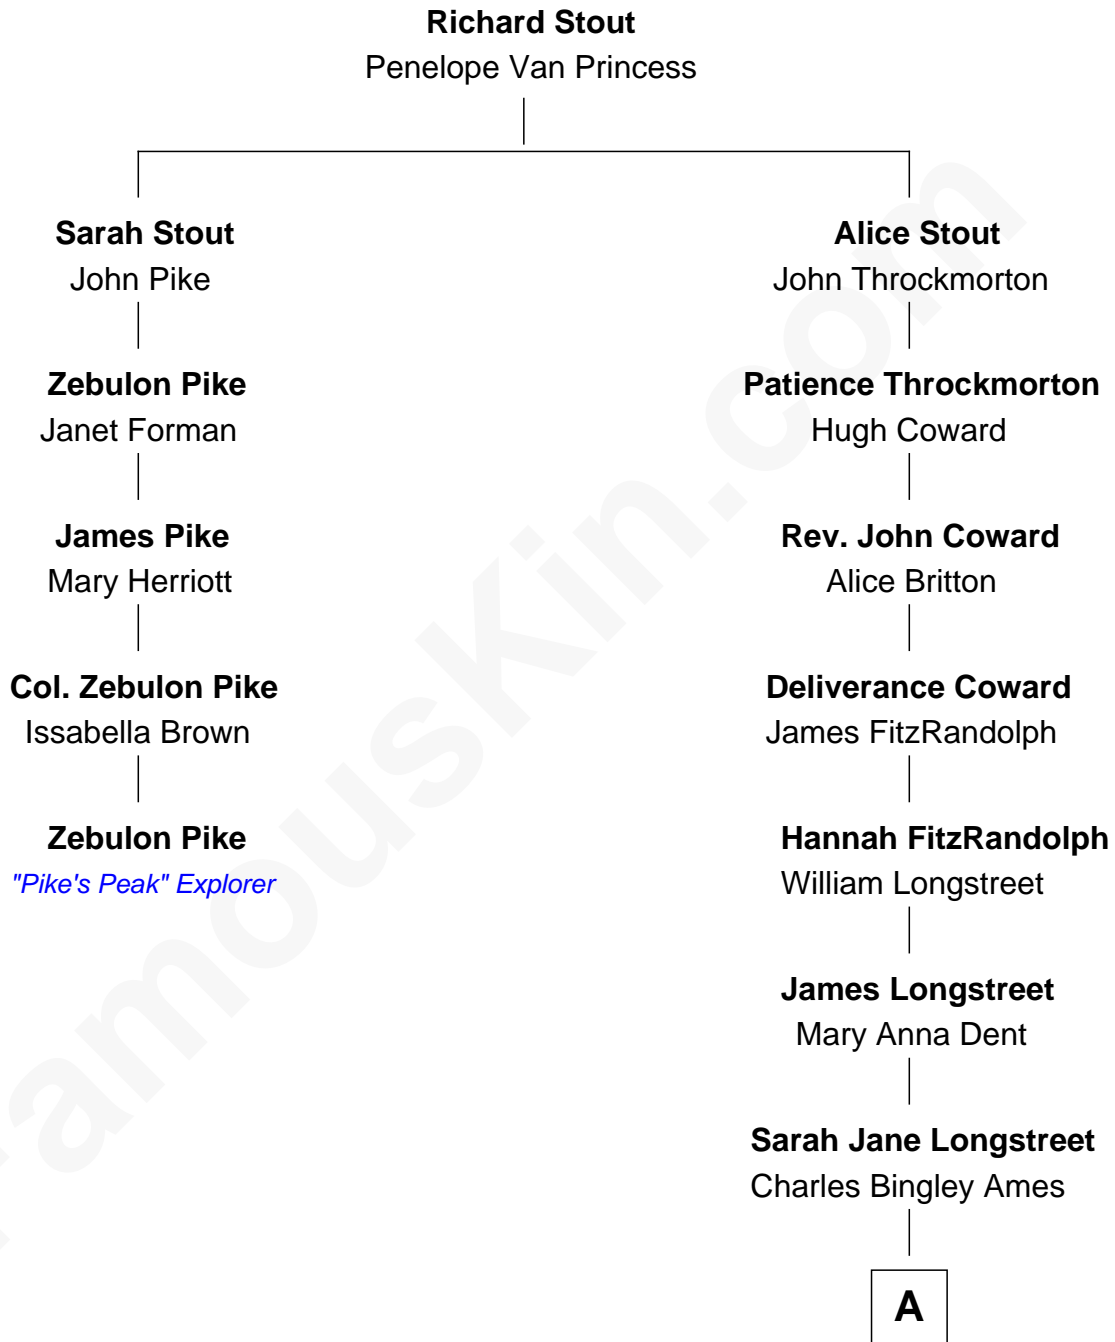 Richard Stout
Penelope Van Princess
Sarah Stout
John Pike
Zebulon Pike
Janet Forman
James Pike
Mary Herriott
Col. Zebulon Pike
Issabella Brown
Zebulon Pike
"Pike's Peak" Explorer
Alice Stout
John Throckmorton
Patience Throckmorton
Hugh Coward
Rev. John Coward
Alice Britton
Deliverance Coward
James FitzRandolph
Hannah FitzRandolph
William Longstreet
James Longstreet
Mary Anna Dent
Sarah Jane Longstreet
Charles Bingley Ames
A
FamousKin.com